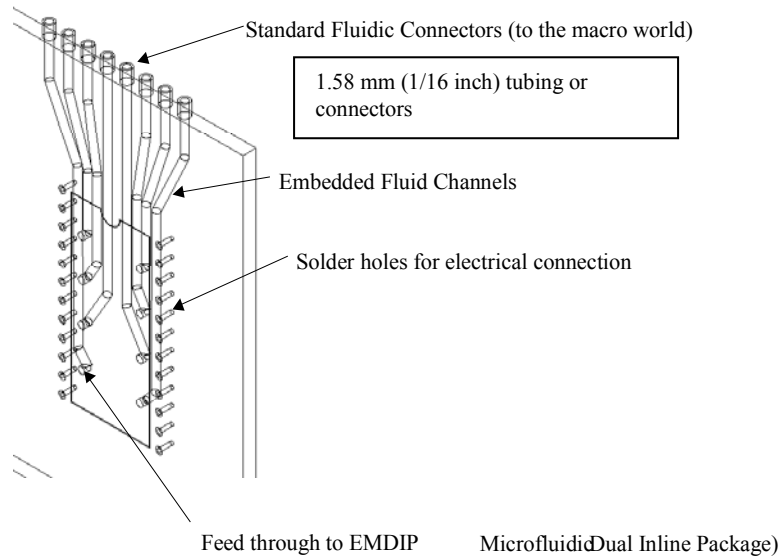 Standard Fluidic Connectors (to the macro world)
1.58 mm (1/16 inch) tubing or
connectors
Embedded Fluid Channels
Solder holes for electrical connection
Feed through to EMDIP MicrofluidicDual Inline Package)